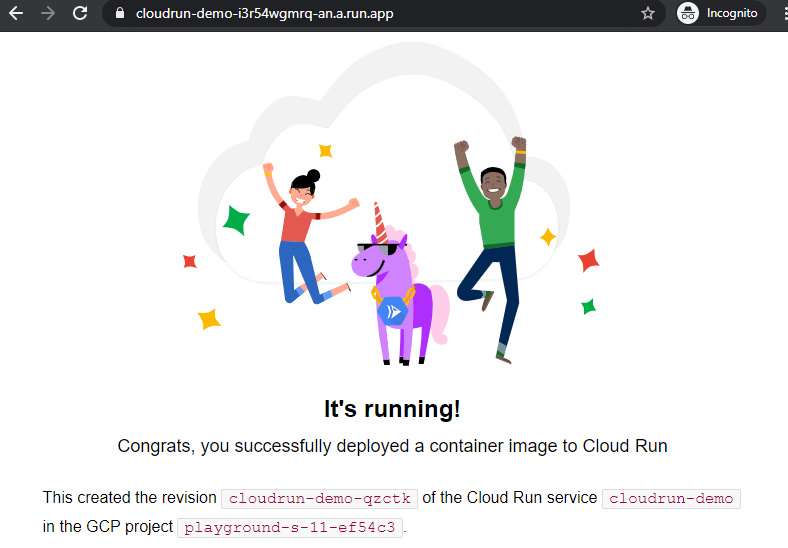 cloudrun-demo-i3r54wgmrq-an.a.run.app
Incognito
It's running!
Congrats, you successfully deployed a container image to Cloud Run
This created the revision cloudrun-demo-qzctk of the Cloud Run service cloudrun-demo
in the GCP project playground-s-11-ef54c3.